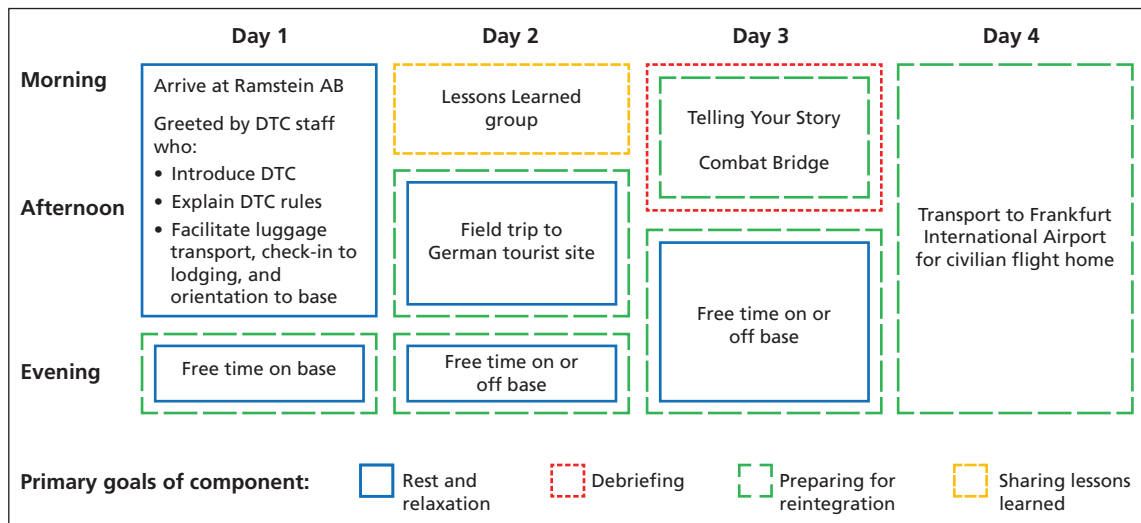 Day 1
Day 2
Day 3
Day 4
Morning
Afternoon
Evening
Arrive at Ramstein AB
Greeted by DTC staff
who:
• Introduce DTC
• Explain DTC rules
• Facilitate luggage
transport, check-in to
lodging, and
orientation to base
Free time on base
Lessons Learned
group
Field trip to
German tourist site
Free time on or
off base
Telling Your Story
Combat Bridge
Free time on or
off base
Transport to Frankfurt
International Airport
for civilian flight home
Primary goals of component:
Rest and
relaxation
Debriefing
Preparing for
reintegration
Sharing lessons
learned